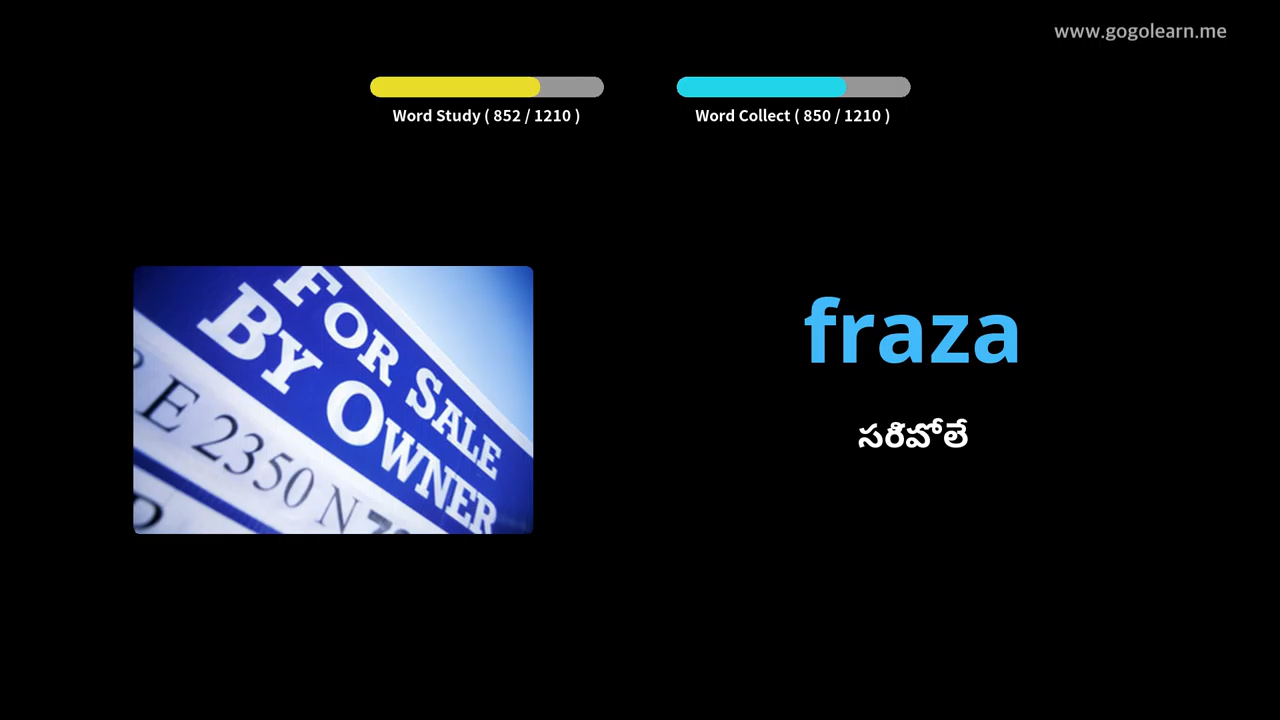 www.gogolearn.me
Word Study ( 852 / 1210 )
Word Collect ( 850 / 1210 )
FOR SALE
BY OWNER
E 2350 N
fraza
సరివోలే